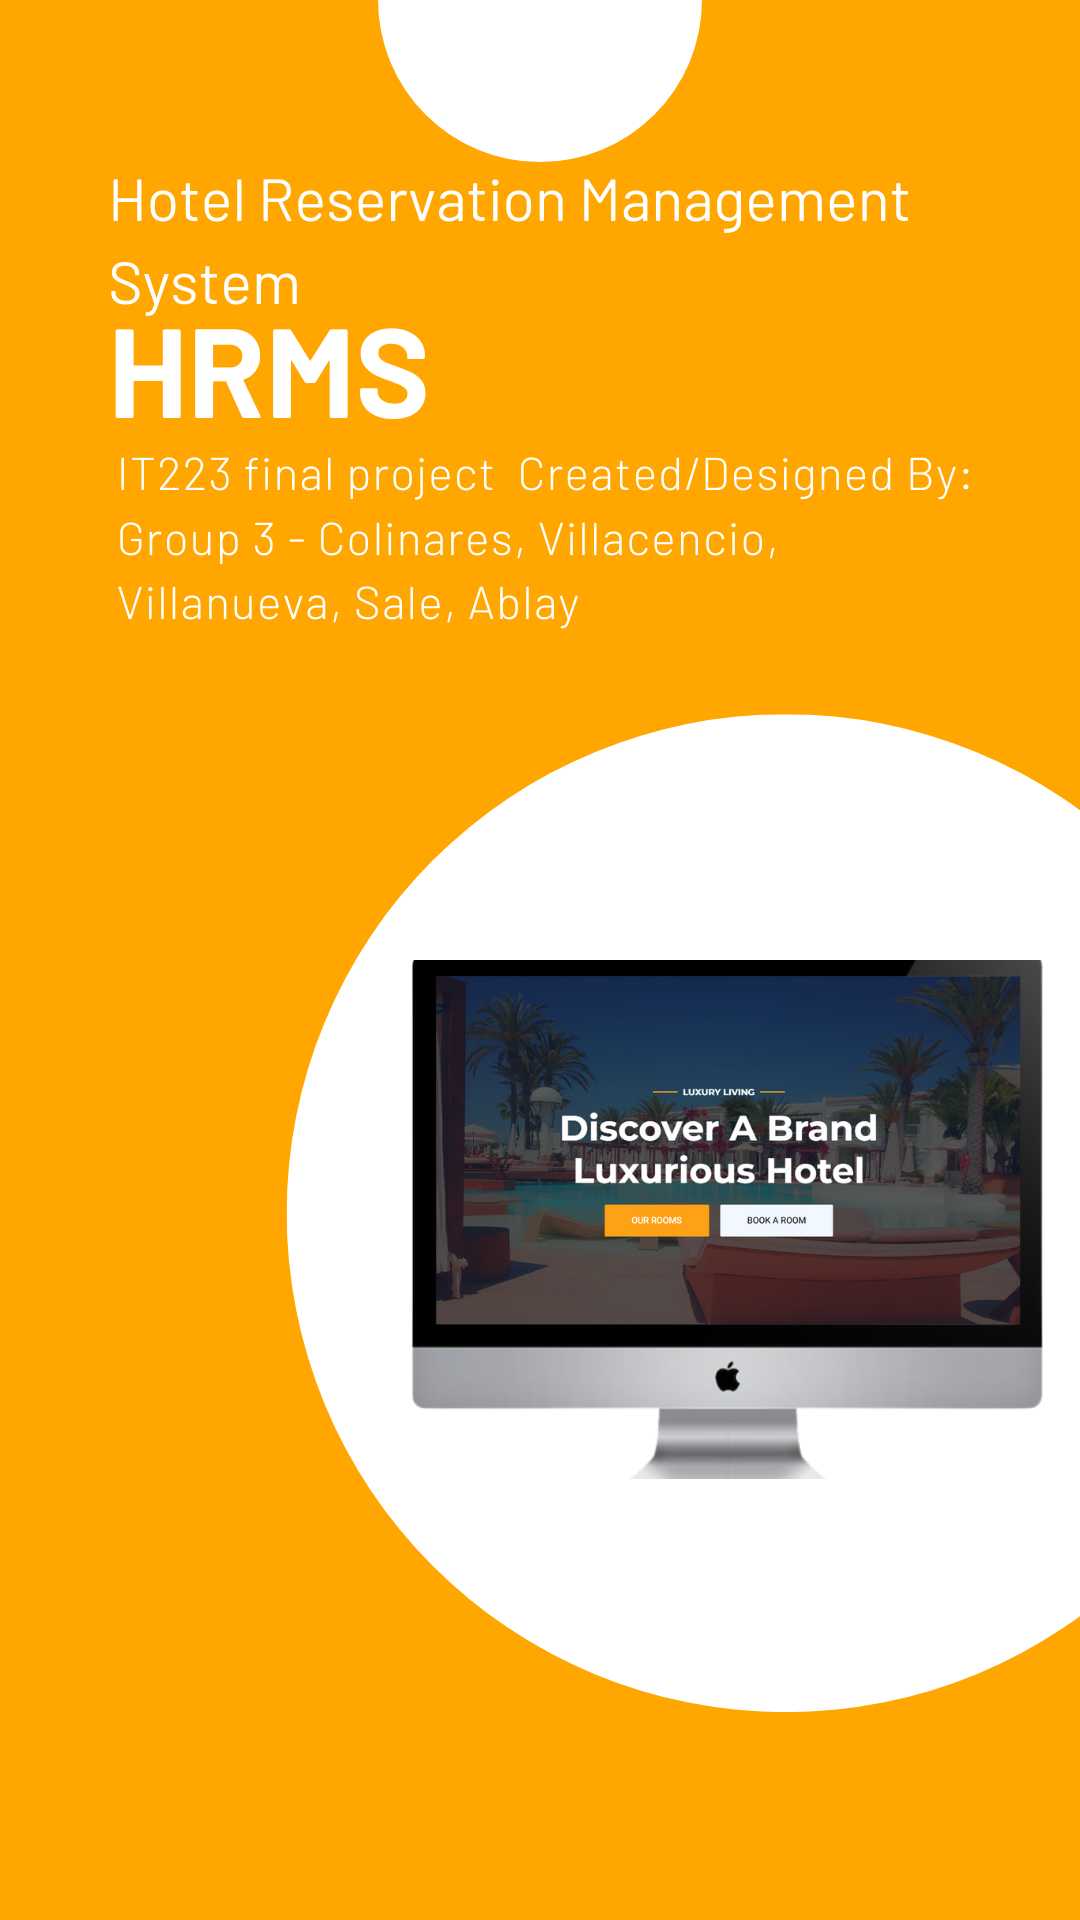 Hotel Reservation Management
System
HRMS
IT223 final project  Created/Designed By:
Group 3 - Colinares, Villacencio,
Villanueva, Sale, Ablay
LUXURY LIVING
Discover A Brand
Luxurious Hotel
OUR ROOMS
BOOK A ROOM